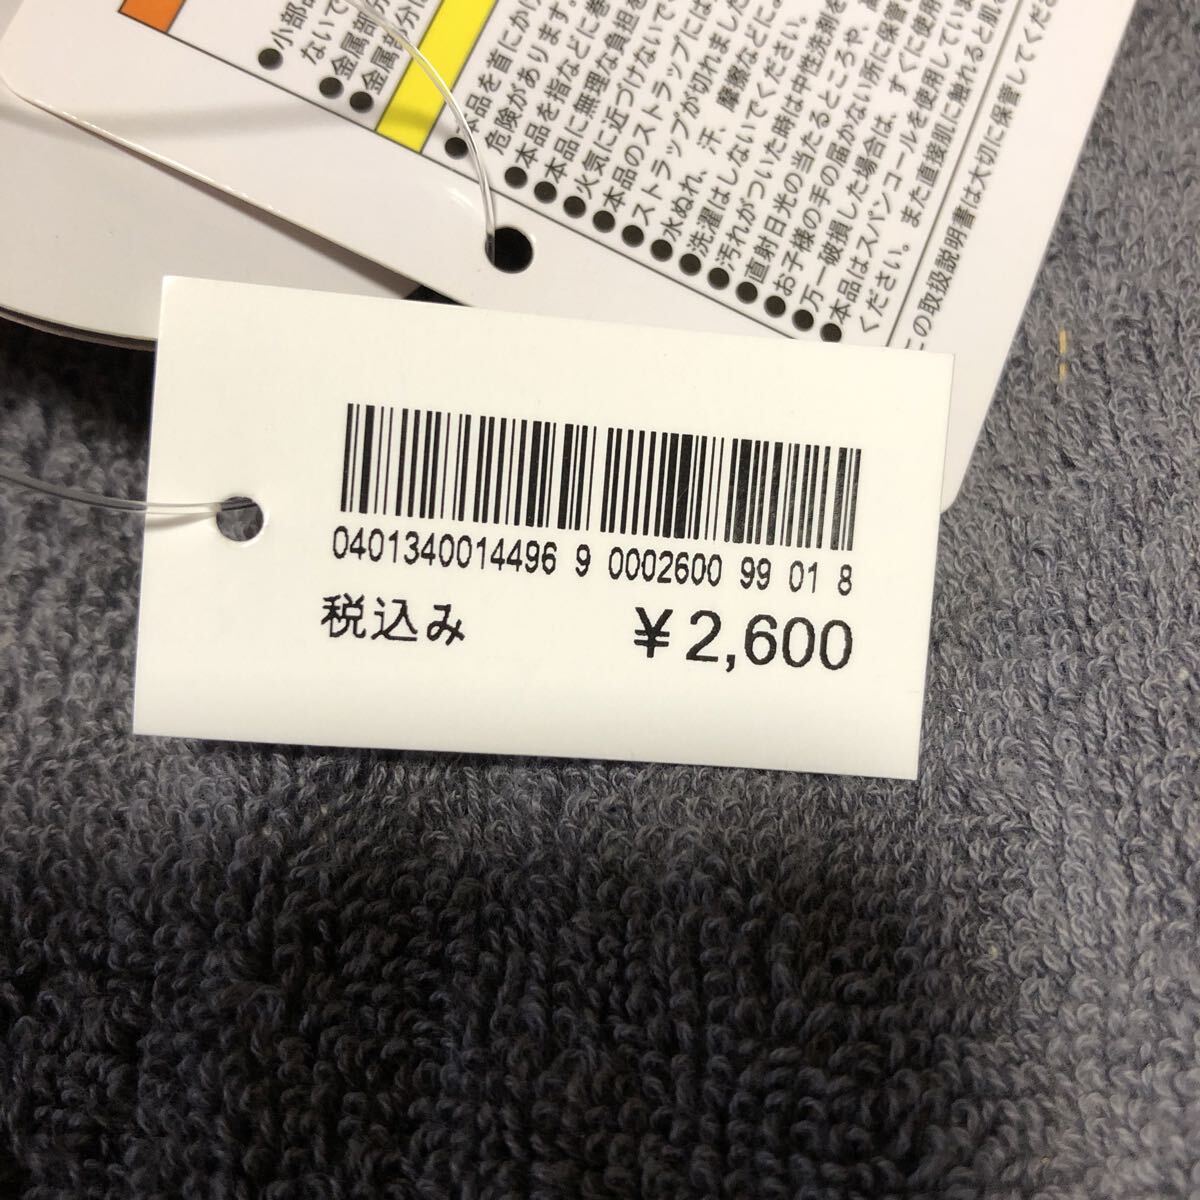 ●小部
ないで
●金属部分
●金属部分に
●本品を首にかけ
危険があります。
●本品を指などに巻
●本品に無理な負担を
●火気に近づけないで
●本品のストラップには
●ストラップが切れました
●水ぬれ、汗、摩擦などによ
●洗濯はしないでください。
●汚れがついた時は中性洗剤を
●直射日光の当たるところや、
●お子様の手の届かない所に保管
●万一破損した場合は、すぐに使用
●本品はスパンコールを使用していま
ください。また直接肌に触れると肌
この取扱説明書は大切に保管してくださ
0401340014496 9 0002600 99 01 8
税込み ￥2,600